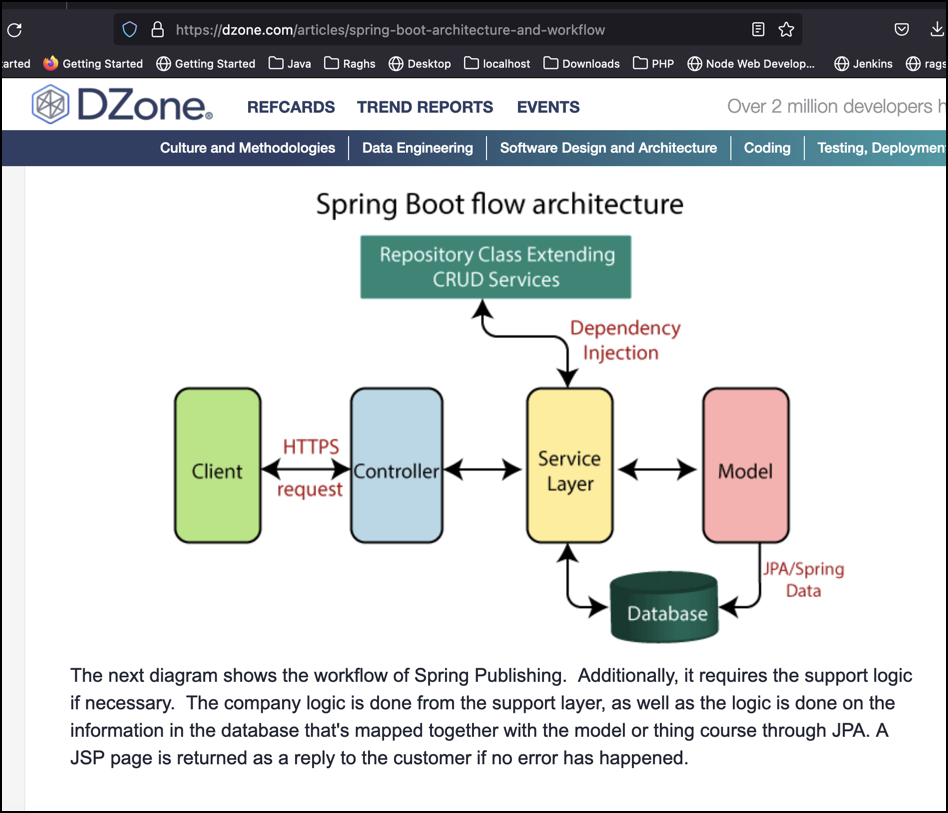 https://dzone.com/articles/spring-boot-architecture-and-workflow
arted Getting Started Getting Started Java Raghs Desktop localhost Downloads PHP Node Web Develop... Jenkins rags
DZone. REFCARDS TREND REPORTS EVENTS Over 2 million developers h
Culture and Methodologies Data Engineering Software Design and Architecture Coding Testing, Deploymen
Spring Boot flow architecture
Repository Class Extending
CRUD Services
Dependency
Injection
Client
HTTPS
request
Controller
Service
Layer
Model
JPA/Spring
Data
Database
The next diagram shows the workflow of Spring Publishing.  Additionally, it requires the support logic
if necessary.  The company logic is done from the support layer, as well as the logic is done on the
information in the database that's mapped together with the model or thing course through JPA. A
JSP page is returned as a reply to the customer if no error has happened.